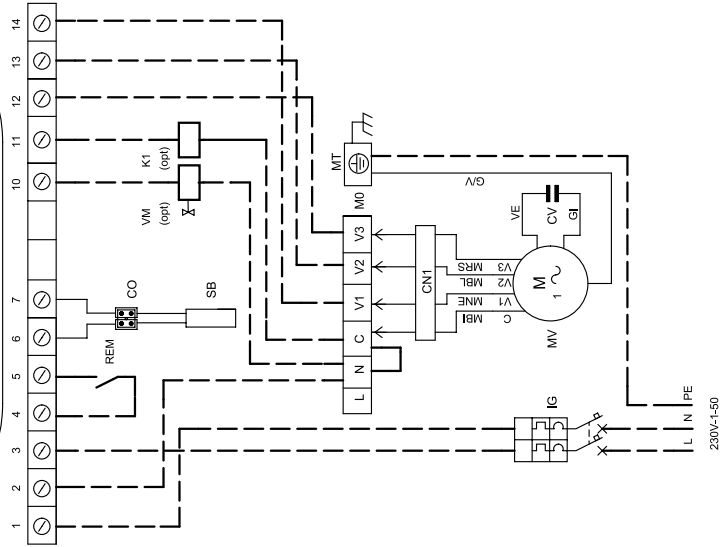 14
13
12
11
10
7
6
5
4
3
2
1
K1
(opt)
VM
(opt)
CO
SB
REM
MT
M0
G/V
V3
V2
V1
C
N
L
CN1
MRS
MBL
MNE
MBI
V3
V2
V1
C
M
1
MV
VE
CV
GI
IG
L N PE
230V-1-50